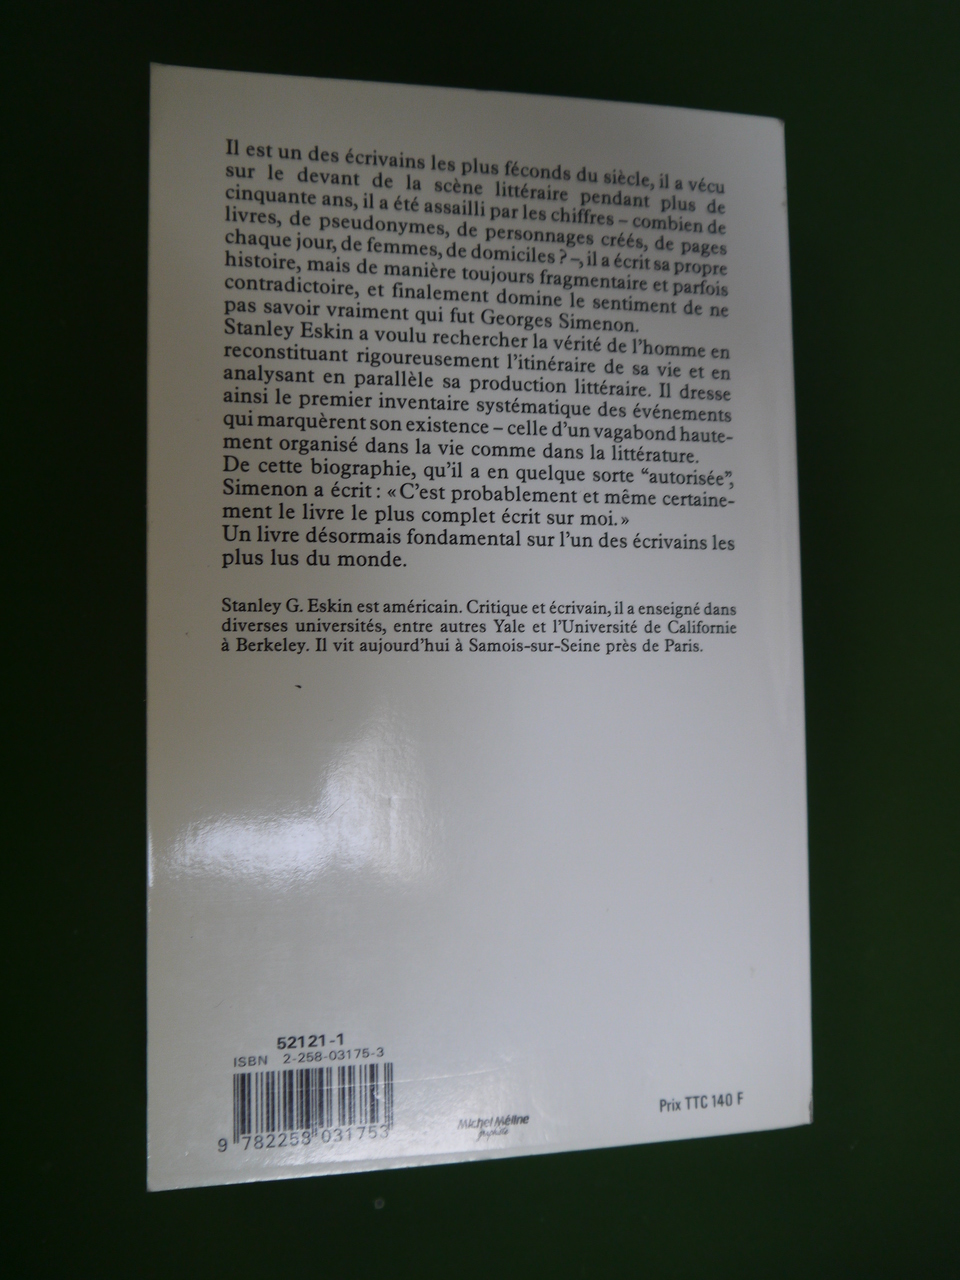 Il est un des écrivains les plus féconds du siècle, il a vécu
sur le devant de la scène littéraire pendant plus de
cinquante ans, il a été assailli par les chiffres – combien de
livres, de pseudonymes, de personnages créés, de pages
chaque jour, de femmes, de domiciles ? –, il a écrit sa propre
histoire, mais de manière toujours fragmentaire et parfois
contradictoire, et finalement domine le sentiment de ne
pas savoir vraiment qui fut Georges Simenon.
Stanley Eskin a voulu rechercher la vérité de l'homme en
reconstituant rigoureusement l'itinéraire de sa vie et en
analysant en parallèle sa production littéraire. Il dresse
ainsi le premier inventaire systématique des événements
qui marquèrent son existence – celle d'un vagabond haute-
ment organisé dans la vie comme dans la littérature.
De cette biographie, qu'il a en quelque sorte “autorisée”,
Simenon a écrit : « C'est probablement et même certaine-
ment le livre le plus complet écrit sur moi. »
Un livre désormais fondamental sur l'un des écrivains les
plus lus du monde.
Stanley G. Eskin est américain. Critique et écrivain, il a enseigné dans
diverses universités, entre autres Yale et l'Université de Californie
à Berkeley. Il vit aujourd'hui à Samois-sur-Seine près de Paris.
52121-1
ISBN 2-258-03175-3
9 782258 031753
Michel Méline
Prix TTC 140 F